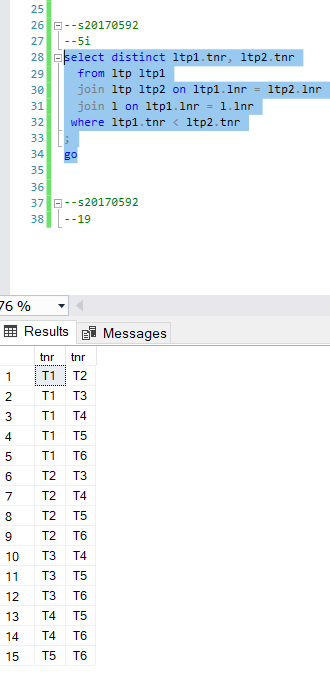 25
26 --s20170592
27 --5i
28 select distinct ltp1.tnr, ltp2.tnr
29 from ltp ltp1
30 join ltp ltp2 on ltp1.lnr = ltp2.lnr
31 join l on ltp1.lnr = l.lnr
32 where ltp1.tnr < ltp2.tnr
33 ;
34 go
35
36
37 --s20170592
38 --19
76 %
Results Messages
tnr tnr
1 T1 T2
2 T1 T3
3 T1 T4
4 T1 T5
5 T1 T6
6 T2 T3
7 T2 T4
8 T2 T5
9 T2 T6
10 T3 T4
11 T3 T5
12 T3 T6
13 T4 T5
14 T4 T6
15 T5 T6